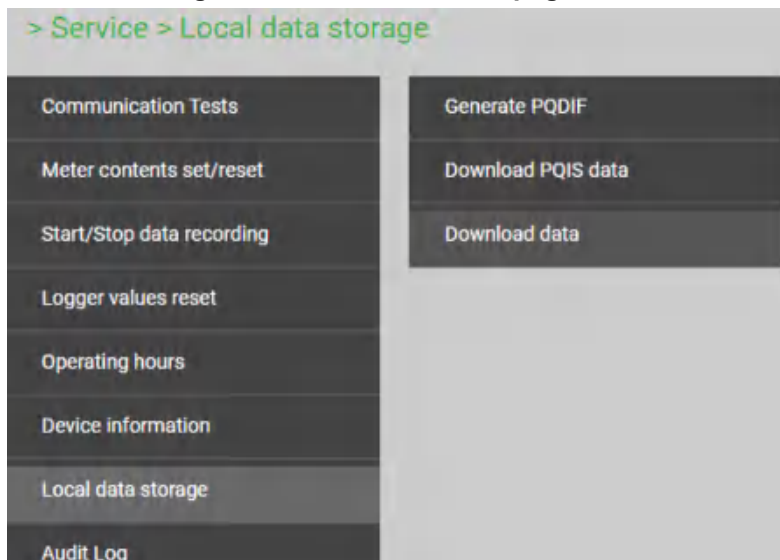 > Service > Local data storage
Communication Tests
Meter contents set/reset
Start/Stop data recording
Logger values reset
Operating hours
Device information
Local data storage
Audit Log
Generate PQDIF
Download PQIS data
Download data